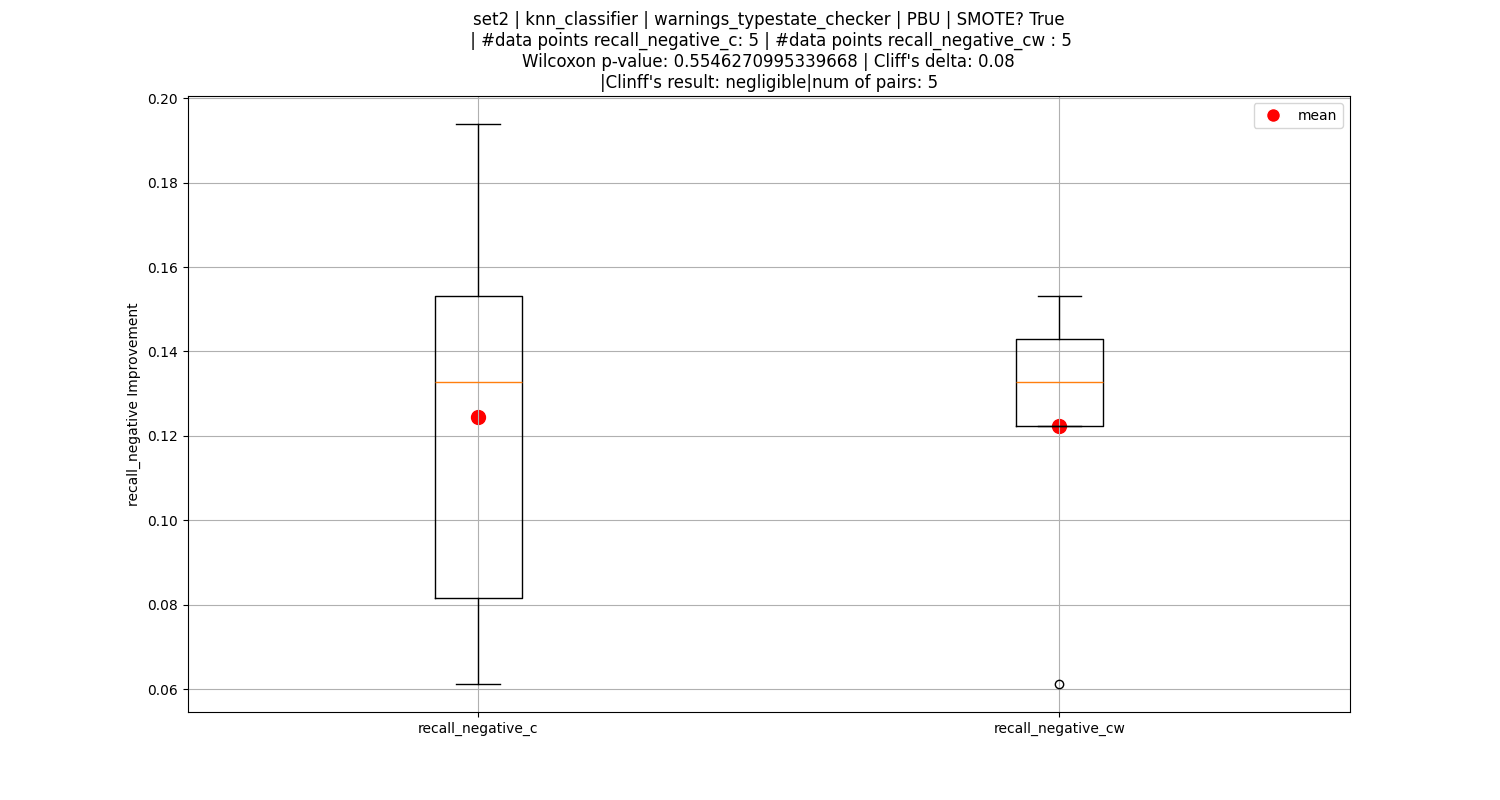 set2 | knn_classifier | warnings_typestate_checker | PBU | SMOTE? True
| #data points recall_negative_c: 5 | #data points recall_negative_cw : 5
Wilcoxon p-value: 0.5546270995339668 | Cliff's delta: 0.08
|Clinff's result: negligible|num of pairs: 5
mean
0.20
0.18
0.16
0.14
0.12
0.10
0.08
0.06
recall_negative Improvement
recall_negative_c
recall_negative_cw